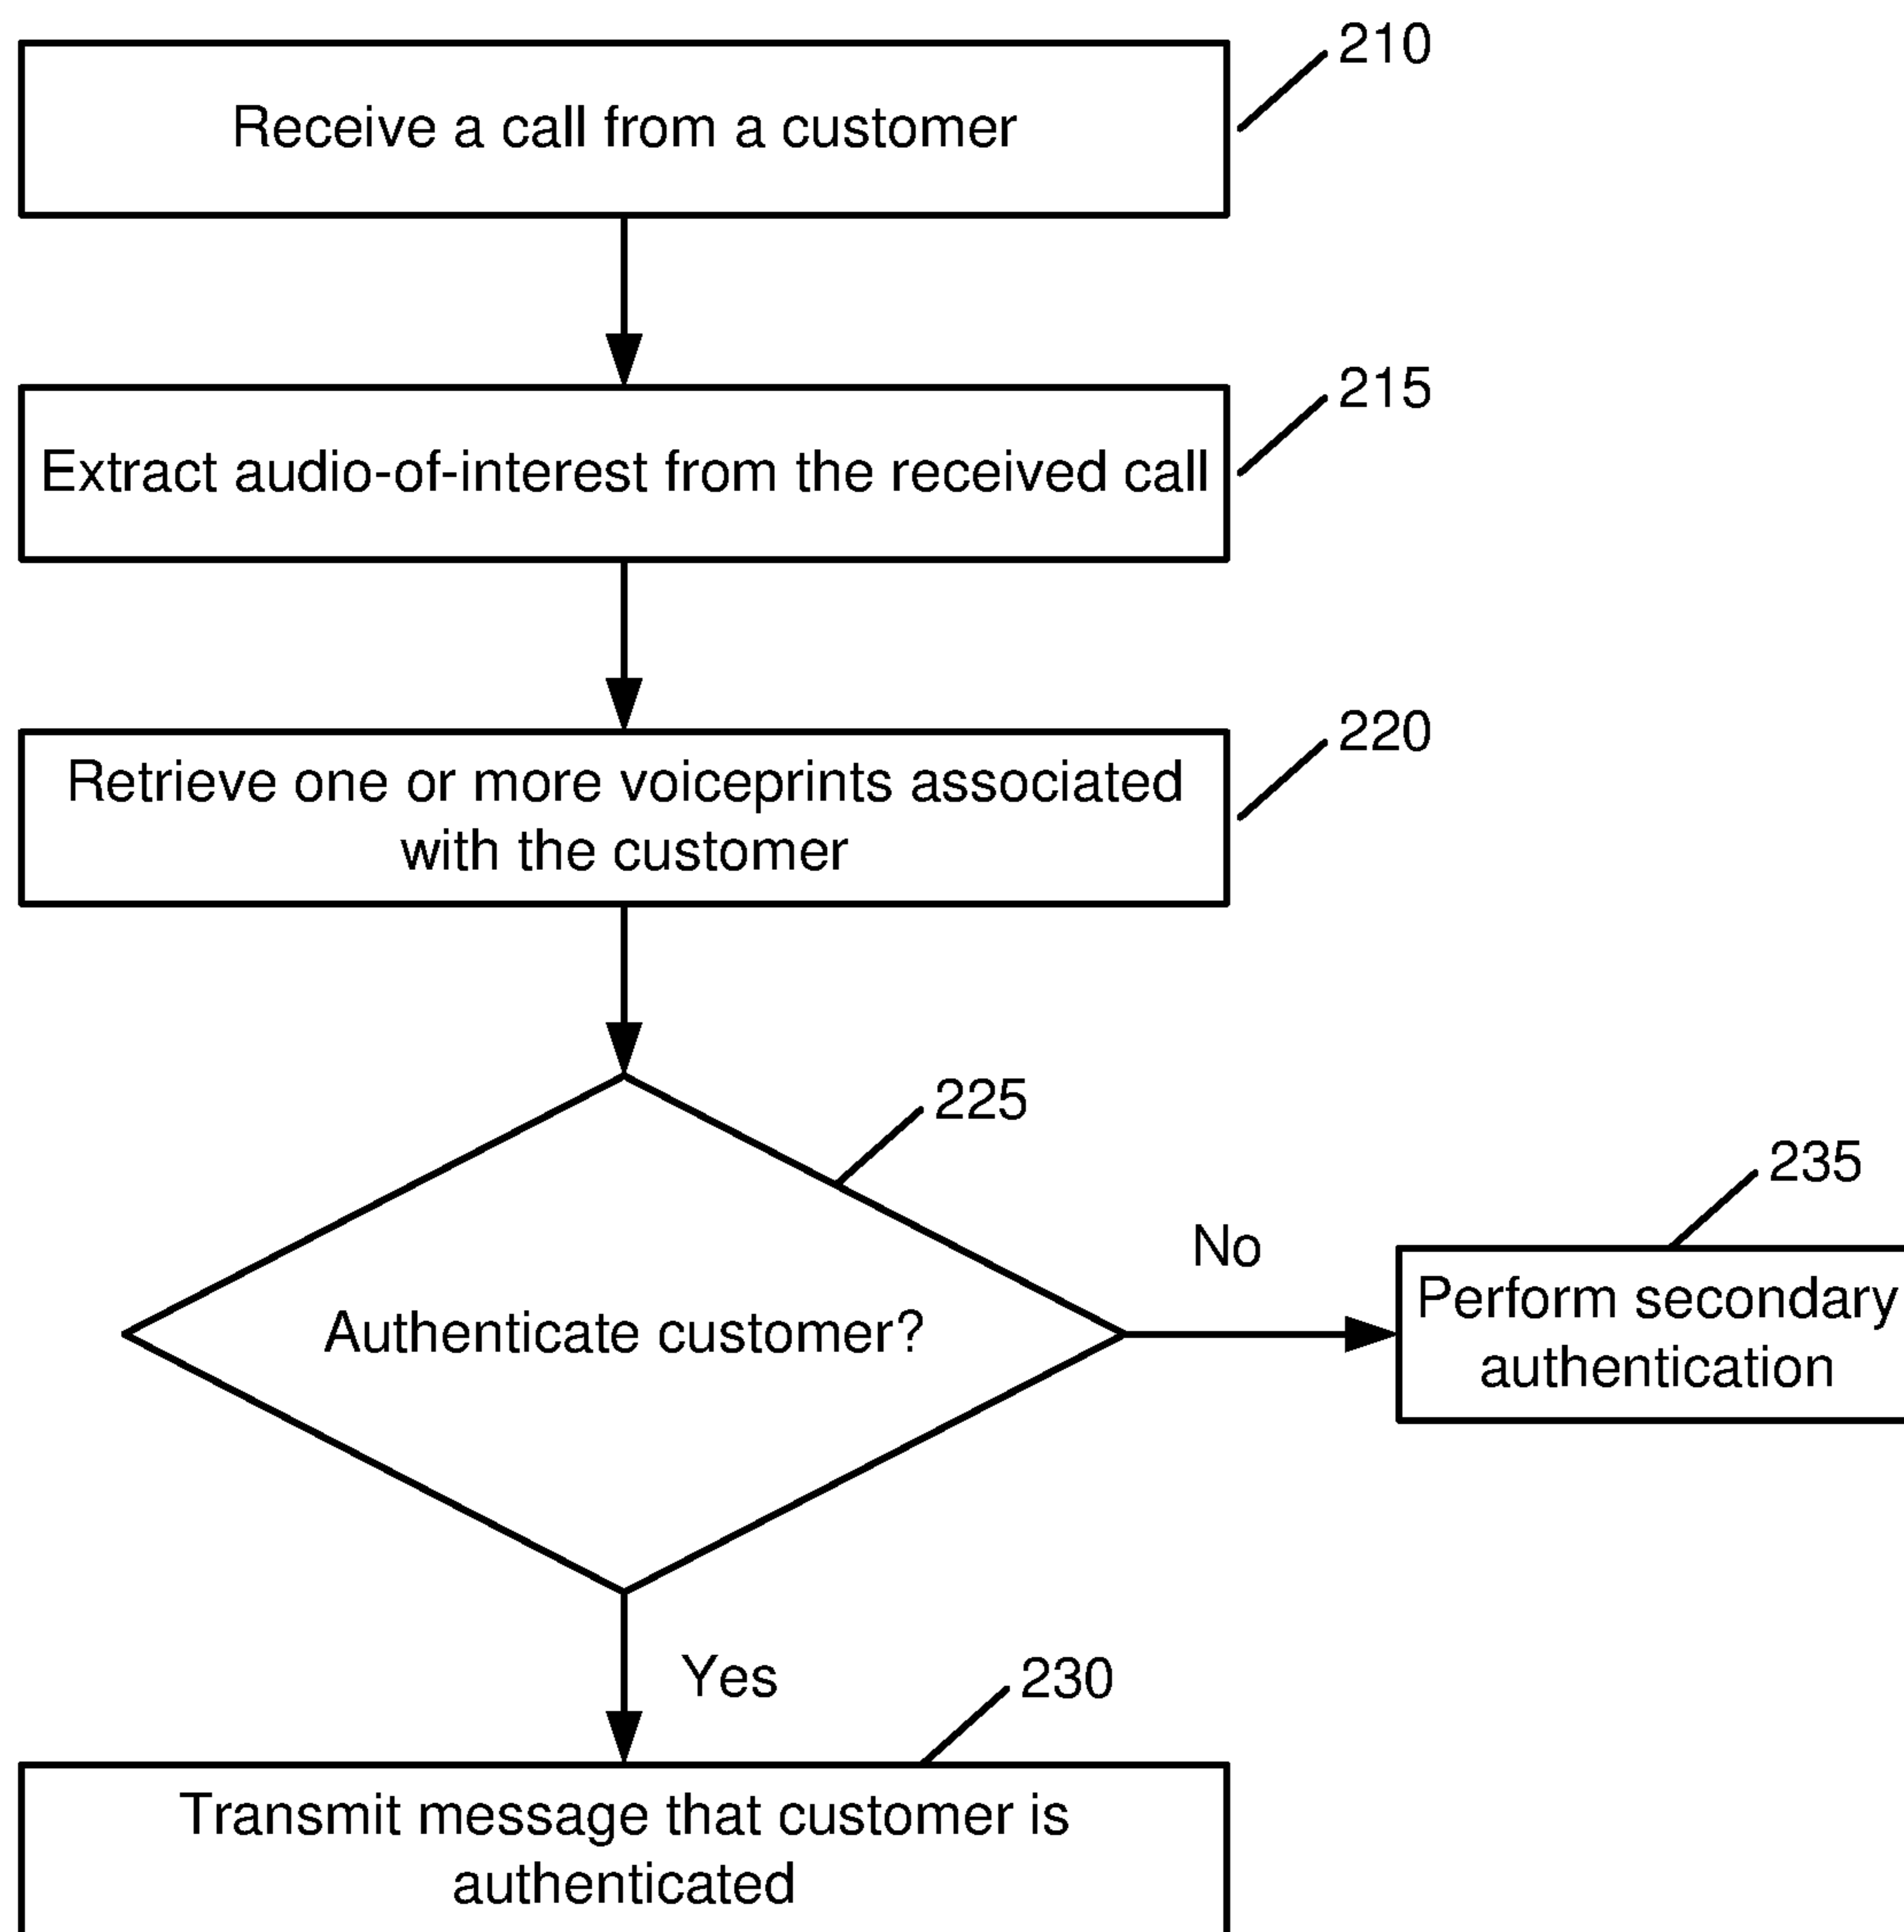 210
Receive a call from a customer
215
Extract audio-of-interest from the received call
220
Retrieve one or more voiceprints associated
with the customer
225
Authenticate customer?
No
235
Perform secondary
authentication
Yes
230
Transmit message that customer is
authenticated